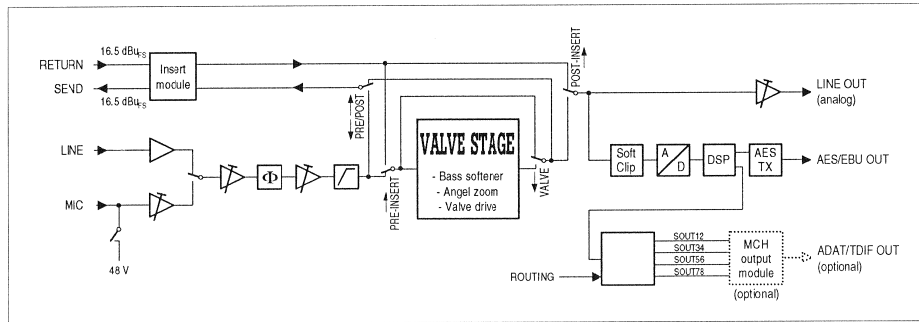 16.5 dBuFS
RETURN
SEND
16.5 dBuFS
Insert
module
PRE/POST
POST-INSERT
LINE OUT
(analog)
LINE
Φ
MIC
48 V
PRE-INSERT
VALVE STAGE
- Bass softener
- Angel zoom
- Valve drive
VALVE
Soft
Clip
A
D
DSP
AES
TX
AES/EBU OUT
ROUTING
SOUT12
SOUT34
SOUT56
SOUT78
MCH
output
module
(optional)
ADAT/TDIF OUT
(optional)